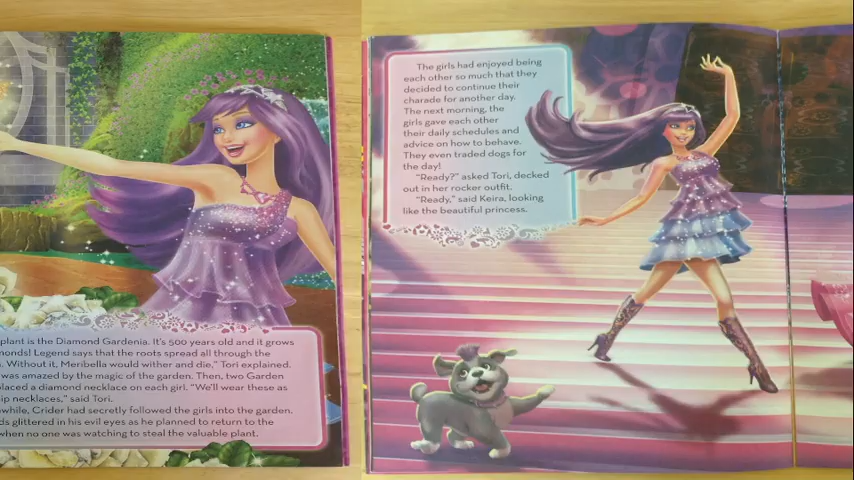 plant is the Diamond Gardenia. It's 500 years old and it grows
monds! Legend says that the roots spread all through the
Without it, Meribella would wither and die," Tori explained.
was amazed by the magic of the garden. Then, two Garden
placed a diamond necklace on each girl. "We'll wear these as
ip necklaces," said Tori.
while, Crider had secretly followed the girls into the garden.
ds glittered in his evil eyes as he planned to return to the
when no one was watching to steal the valuable plant.
The girls had enjoyed being
each other so much that they
decided to continue their
charade for another day.
The next morning, the
girls gave each other
their daily schedules and
advice on how to behave.
They even traded dogs for
the day!
"Ready?" asked Tori, decked
out in her rocker outfit.
"Ready," said Keira, looking
like the beautiful princess.